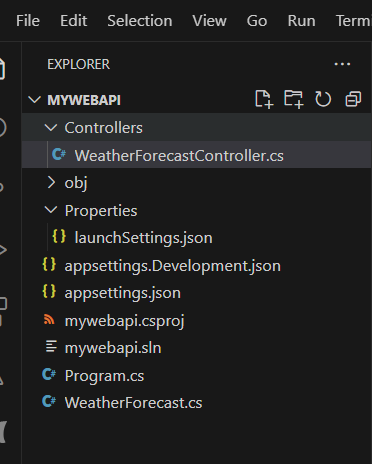 File Edit Selection View Go Run Term
EXPLORER
MYWEBAPI
Controllers
C# WeatherForecastController.cs
obj
Properties
{} launchSettings.json
{} appsettings.Development.json
{} appsettings.json
mywebapi.csproj
mywebapi.sln
C# Program.cs
C# WeatherForecast.cs